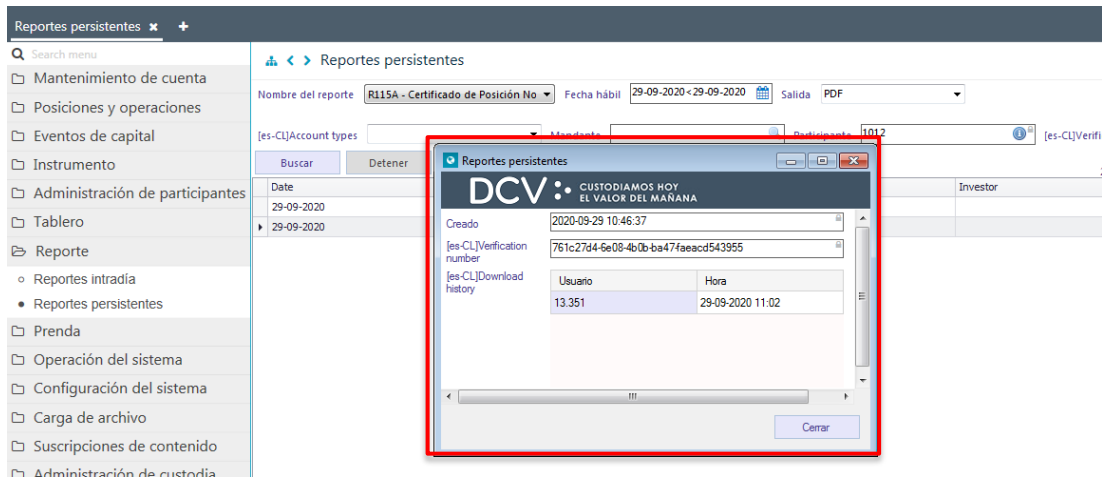 Reportes persistentes
Search menu
Mantenimiento de cuenta
Posiciones y operaciones
Eventos de capital
Instrumento
Administración de participantes
Tablero
Reporte
Reportes intradía
Reportes persistentes
Prenda
Operación del sistema
Configuración del sistema
Carga de archivo
Suscripciones de contenido
Administración de custodia
Reportes persistentes
Nombre del reporte R115A - Certificado de Posición No Fecha hábil 29-09-2020<29-09-2020 Salida PDF
[es-CL]Account types Mandante Participante 1012 [es-CL]Verifi
Buscar Detener
Date Investor
29-09-2020
29-09-2020
Reportes persistentes
DCV CUSTODIAMOS HOY
EL VALOR DEL MAÑANA
Creado 2020-09-29 10:46:37
[es-CL]Verification
number 761c27d4-6e08-4b0b-ba47-faeacd543955
[es-CL]Download
history
Usuario Hora
13.351 29-09-2020 11:02
Cerrar